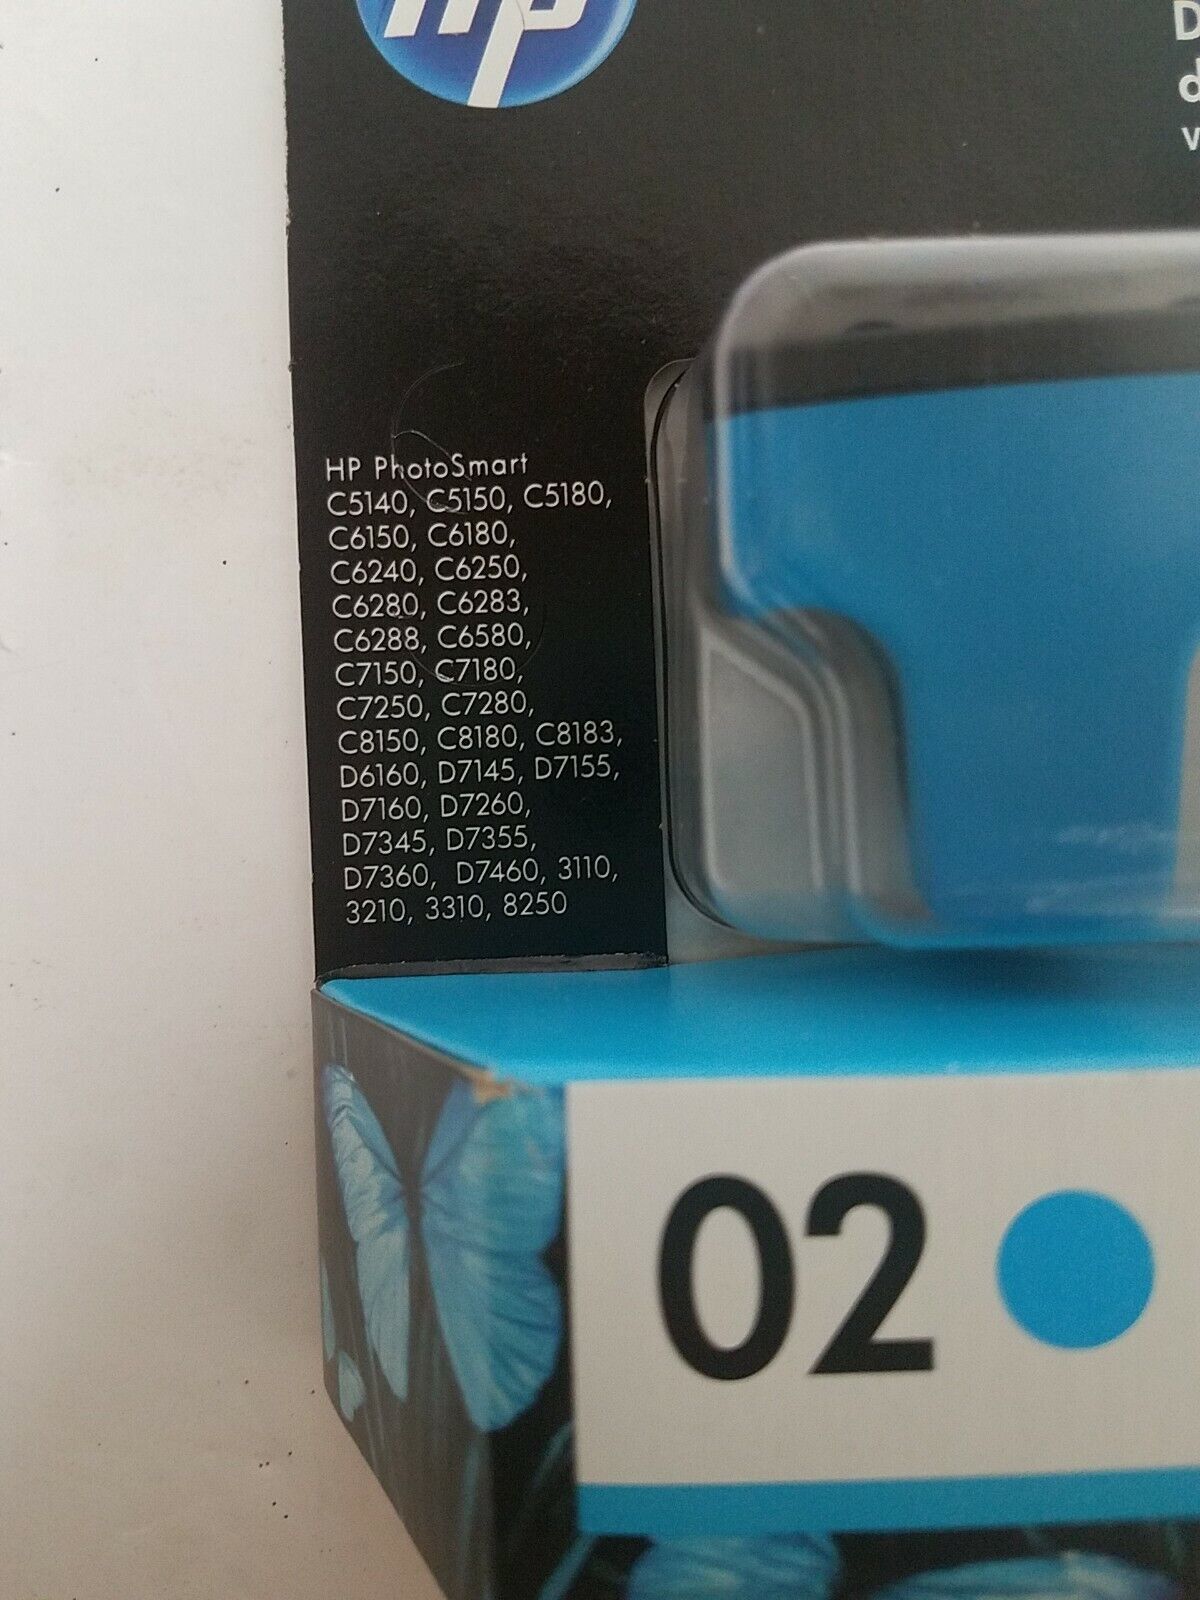 hp
HP PhotoSmart
C5140, C5150, C5180,
C6150, C6180,
C6240, C6250,
C6280, C6283,
C6288, C6580,
C7150, C7180,
C7250, C7280,
C8150, C8180, C8183,
D6160, D7145, D7155,
D7160, D7260,
D7345, D7355,
D7360, D7460, 3110,
3210, 3310, 8250
02